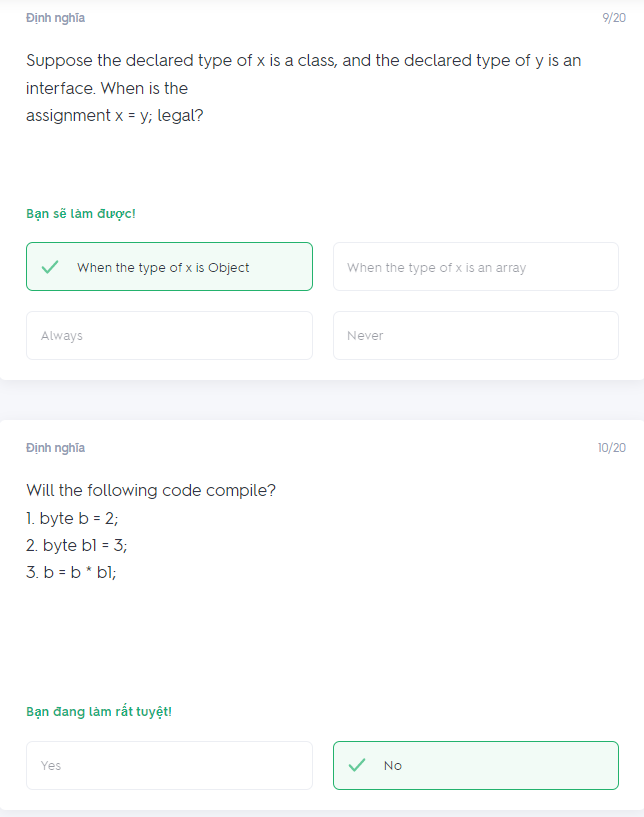 Định nghĩa 9/20
Suppose the declared type of x is a class, and the declared type of y is an
interface. When is the
assignment x = y; legal?
Bạn sẽ làm được!
When the type of x is Object When the type of x is an array
Always Never
Định nghĩa 10/20
Will the following code compile?
1. byte b = 2;
2. byte b1 = 3;
3. b = b * b1;
Bạn đang làm rất tuyệt!
Yes No